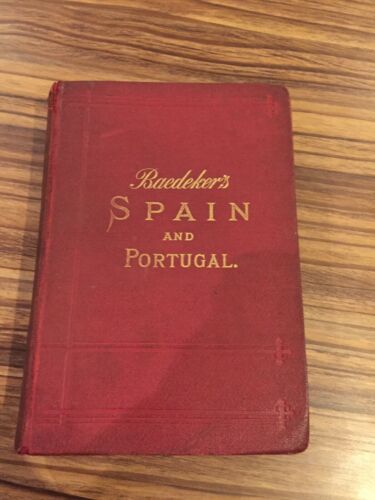 Baedeker's
SPAIN
AND
PORTUGAL.